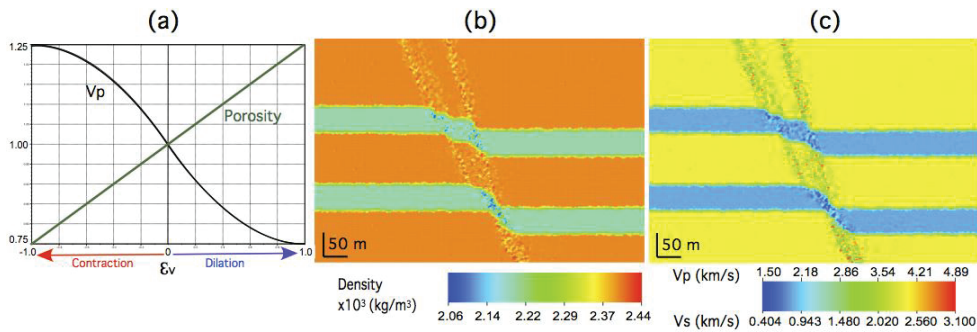 (a)
(b)
(c)
1.25
Vp
Porosity
1.00
0.75
-1.0
0
1.0
Contraction
εv
Dilation
50 m
50 m
Density
x10³ (kg/m³)
2.06 2.14 2.22 2.29 2.37 2.44
Vp (km/s)
1.50 2.18 2.86 3.54 4.21 4.89
0.404 0.943 1.480 2.020 2.560 3.100
Vs (km/s)